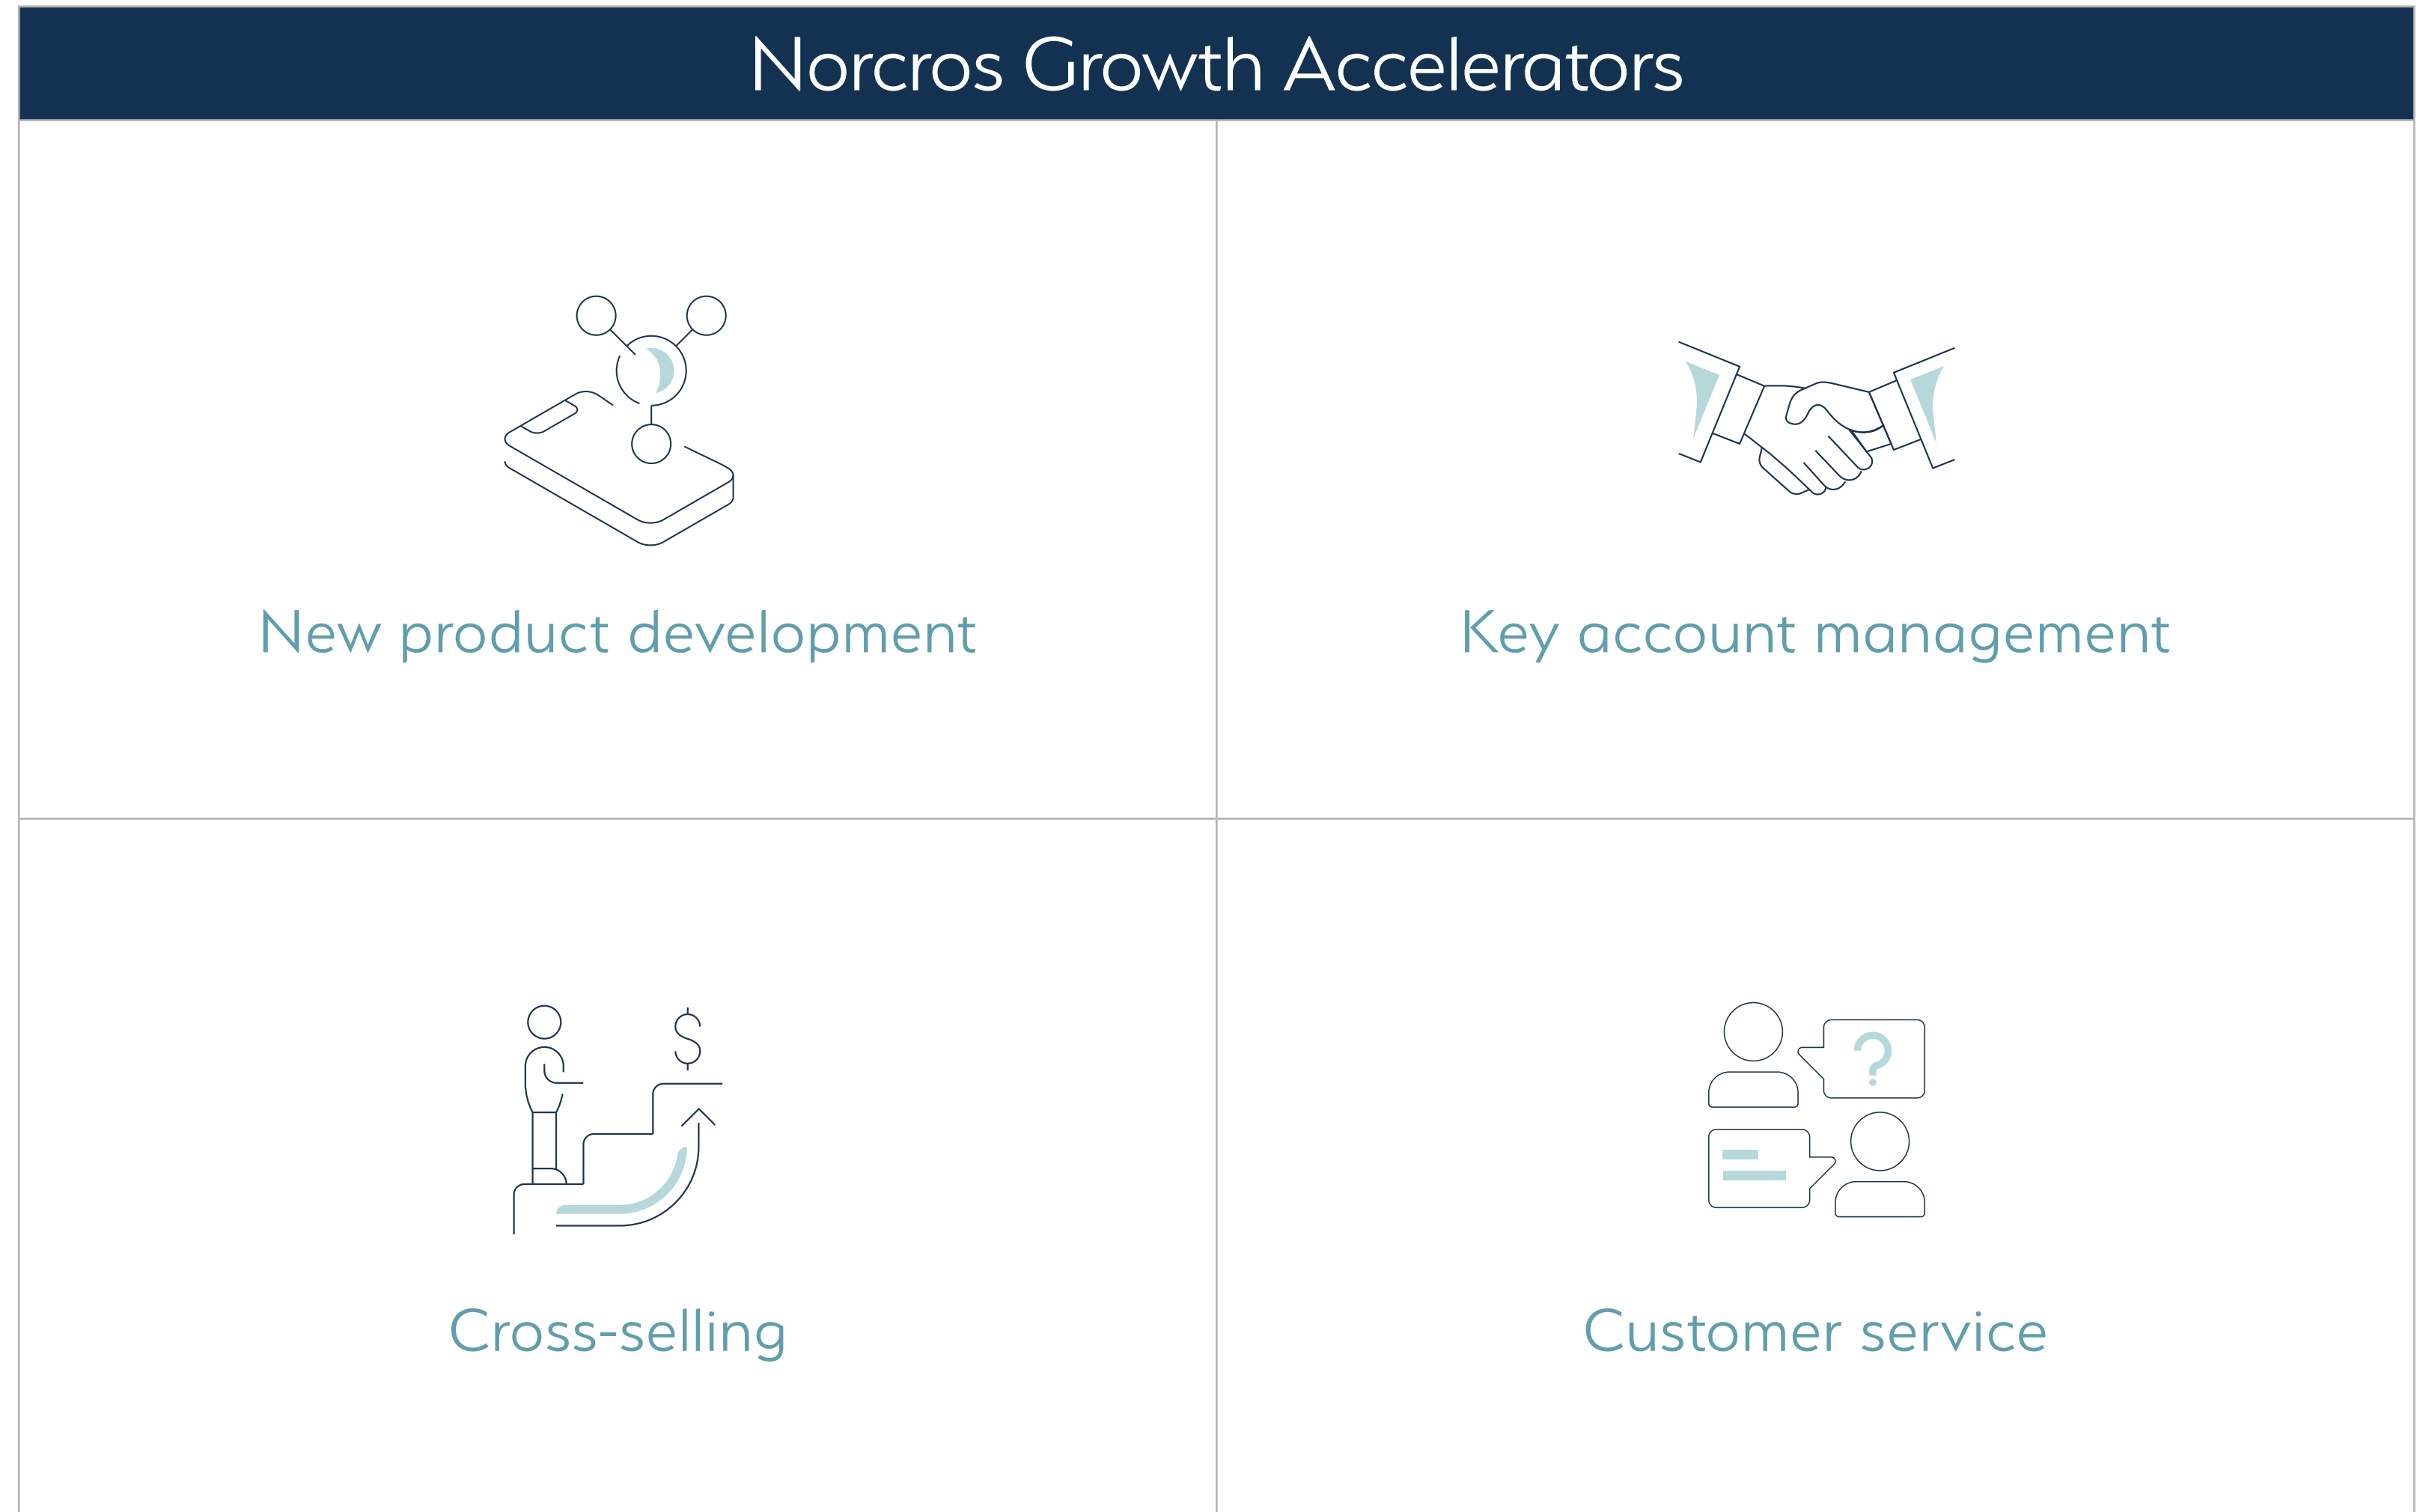 Norcros Growth Accelerators
New product development
Key account management
$
?
Cross-selling
Customer service